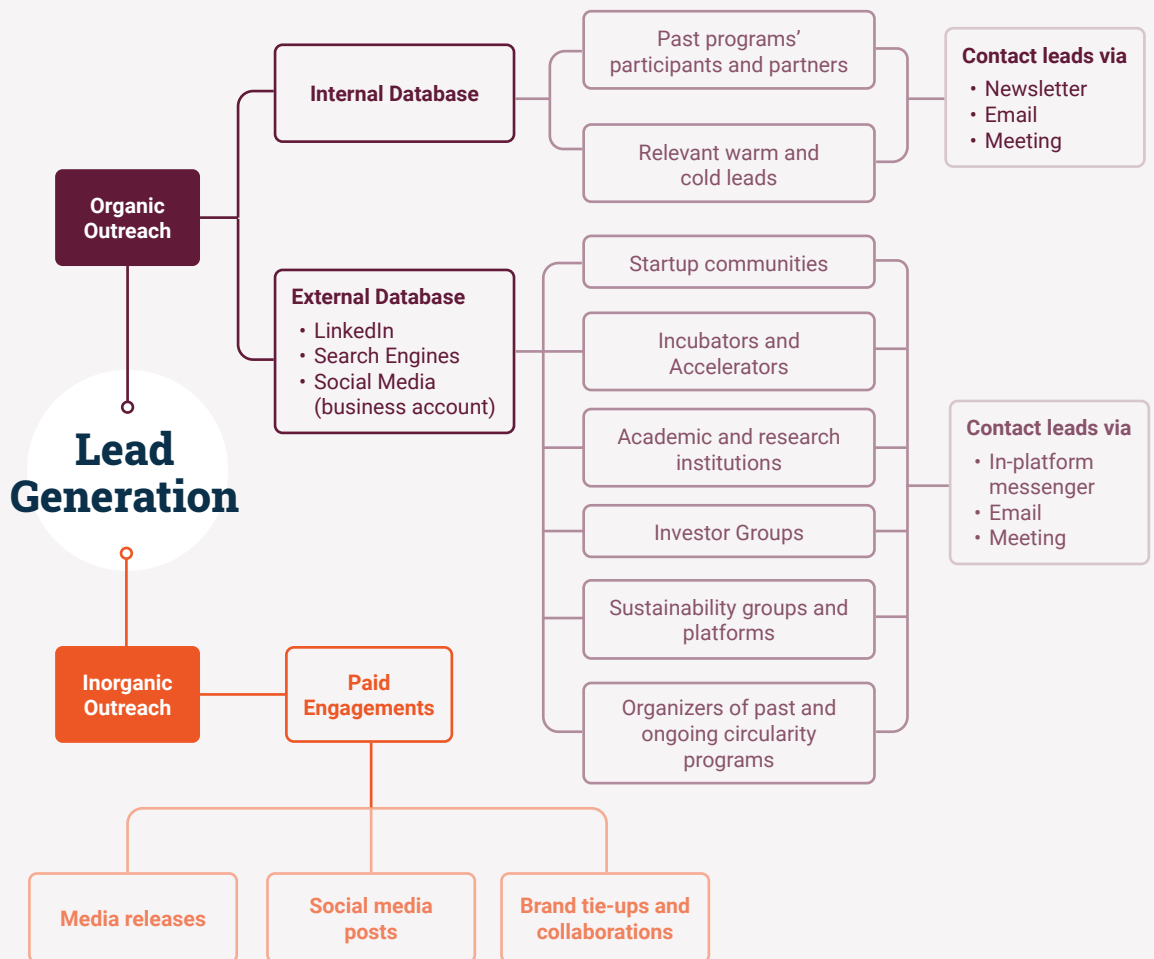 Internal Database
Past programs’
participants and partners
Relevant warm and
cold leads
Contact leads via
• Newsletter
• Email
• Meeting
Organic
Outreach
External Database
• LinkedIn
• Search Engines
• Social Media
(business account)
Startup communities
Incubators and
Accelerators
Academic and research
institutions
Investor Groups
Sustainability groups and
platforms
Organizers of past and
ongoing circularity
programs
Contact leads via
• In-platform
messenger
• Email
• Meeting
Lead
Generation
Inorganic
Outreach
Paid
Engagements
Media releases
Social media
posts
Brand tie-ups and
collaborations